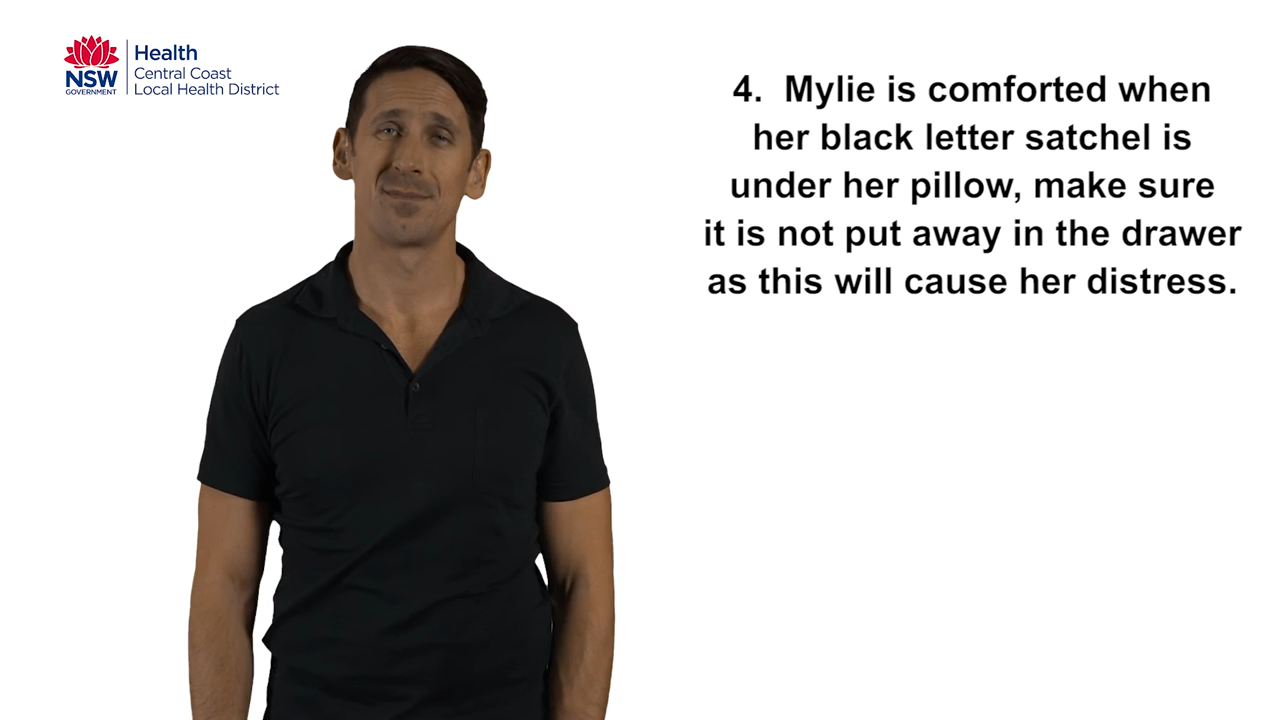 NSW
GOVERNMENT
Health
Central Coast
Local Health District
4. Mylie is comforted when
her black letter satchel is
under her pillow, make sure
it is not put away in the drawer
as this will cause her distress.